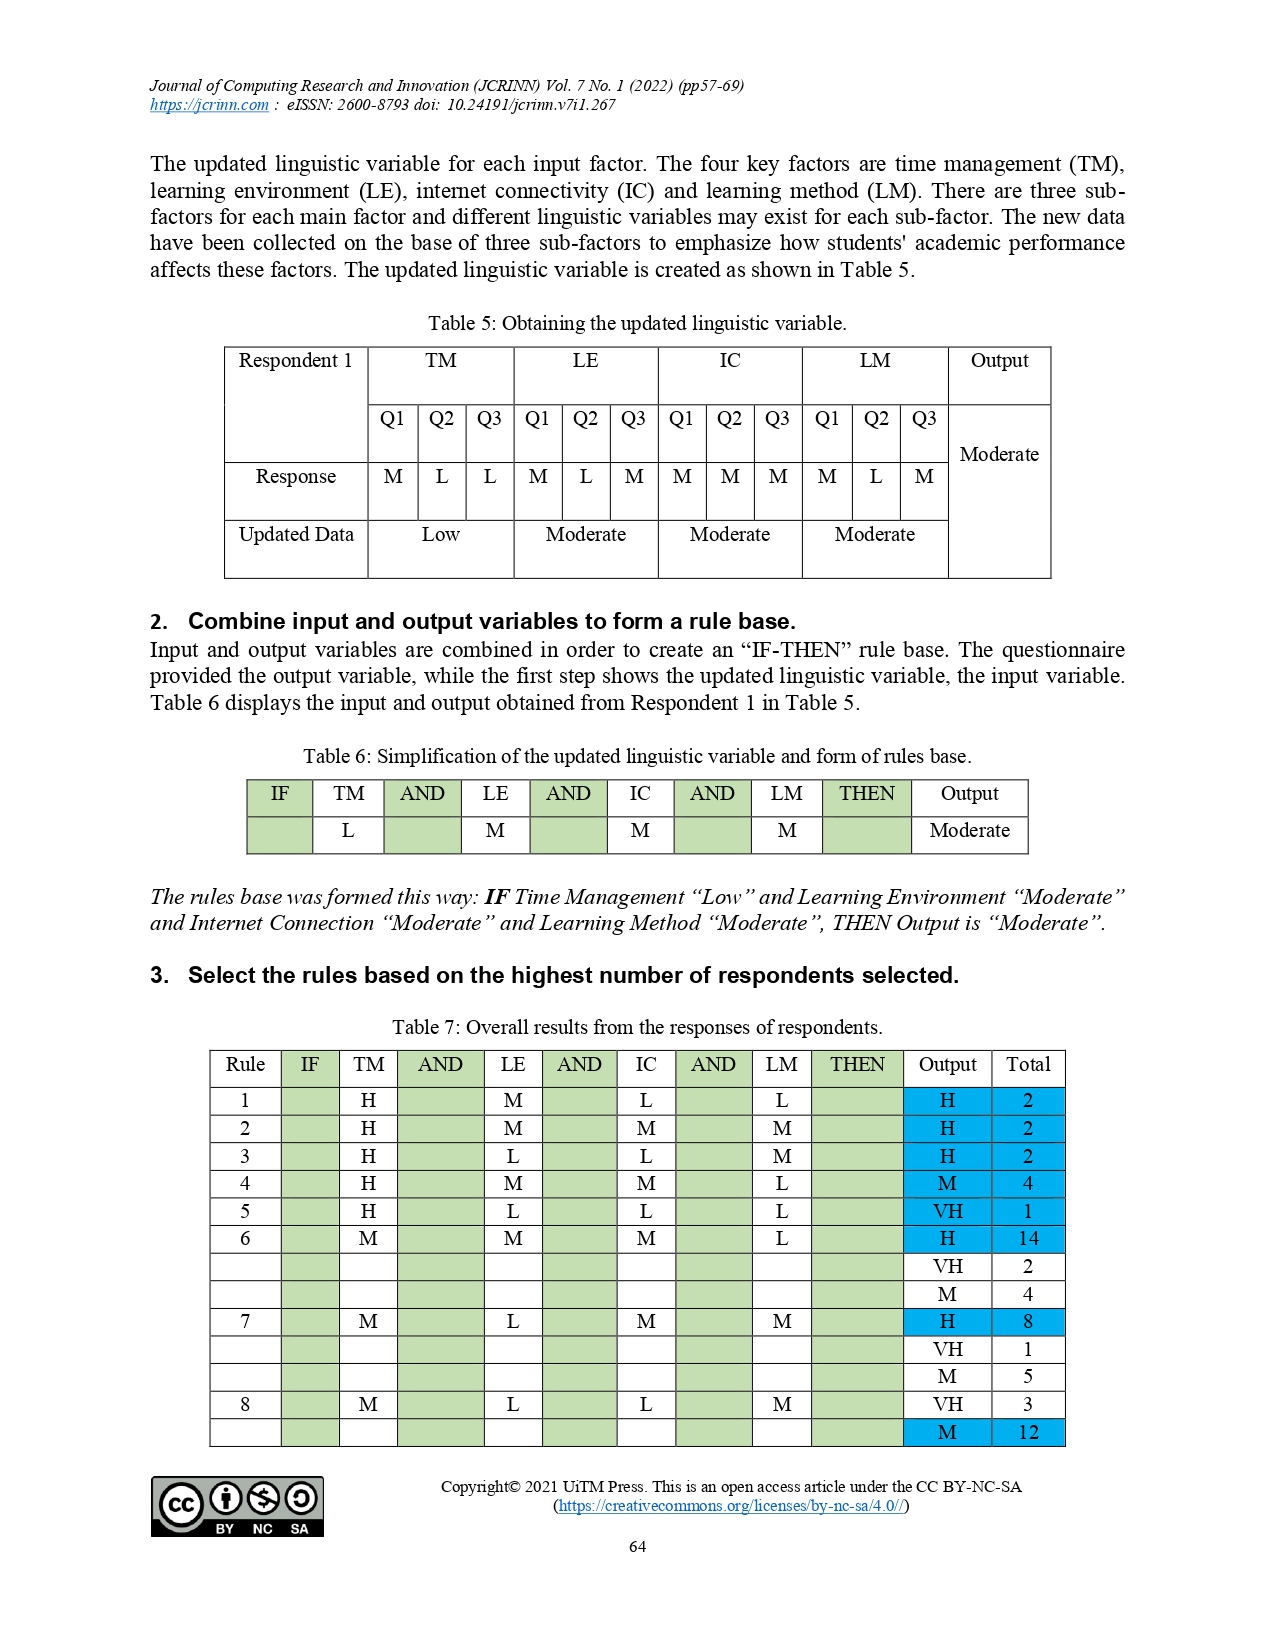 Journal of Computing Research and Innovation (JCRINN) Vol. 7 No. 1 (2022) (pp57-69)
https://jcrinn.com : eISSN: 2600-8793 doi: 10.24191/jcrinn.v7i1.267
The updated linguistic variable for each input factor. The four key factors are time management (TM),
learning environment (LE), internet connectivity (IC) and learning method (LM). There are three sub-
factors for each main factor and different linguistic variables may exist for each sub-factor. The new data
have been collected on the base of three sub-factors to emphasize how students' academic performance
affects these factors. The updated linguistic variable is created as shown in Table 5.
Table 5: Obtaining the updated linguistic variable.
Respondent 1 TM LE IC LM Output
Q1 Q2 Q3 Q1 Q2 Q3 Q1 Q2 Q3 Q1 Q2 Q3
Moderate
Response M L L M L M M M M M L M
Updated Data Low Moderate Moderate Moderate
2. Combine input and output variables to form a rule base.
Input and output variables are combined in order to create an “IF-THEN” rule base. The questionnaire
provided the output variable, while the first step shows the updated linguistic variable, the input variable.
Table 6 displays the input and output obtained from Respondent 1 in Table 5.
Table 6: Simplification of the updated linguistic variable and form of rules base.
IF TM AND LE AND IC AND LM THEN Output
L M M M Moderate
The rules base was formed this way: IF Time Management “Low” and Learning Environment “Moderate”
and Internet Connection “Moderate” and Learning Method “Moderate”, THEN Output is “Moderate”.
3. Select the rules based on the highest number of respondents selected.
Table 7: Overall results from the responses of respondents.
Rule IF TM AND LE AND IC AND LM THEN Output Total
1 H M L L H 2
2 H M M M H 2
3 H L L M H 2
4 H M M L M 4
5 H L L L VH 1
6 M M M L H 14
VH 2
M 4
7 M L M M H 8
VH 1
M 5
8 M L L M VH 3
M 12
cc BY NC SA
Copyright© 2021 UiTM Press. This is an open access article under the CC BY-NC-SA
(https://creativecommons.org/licenses/by-nc-sa/4.0//)
64